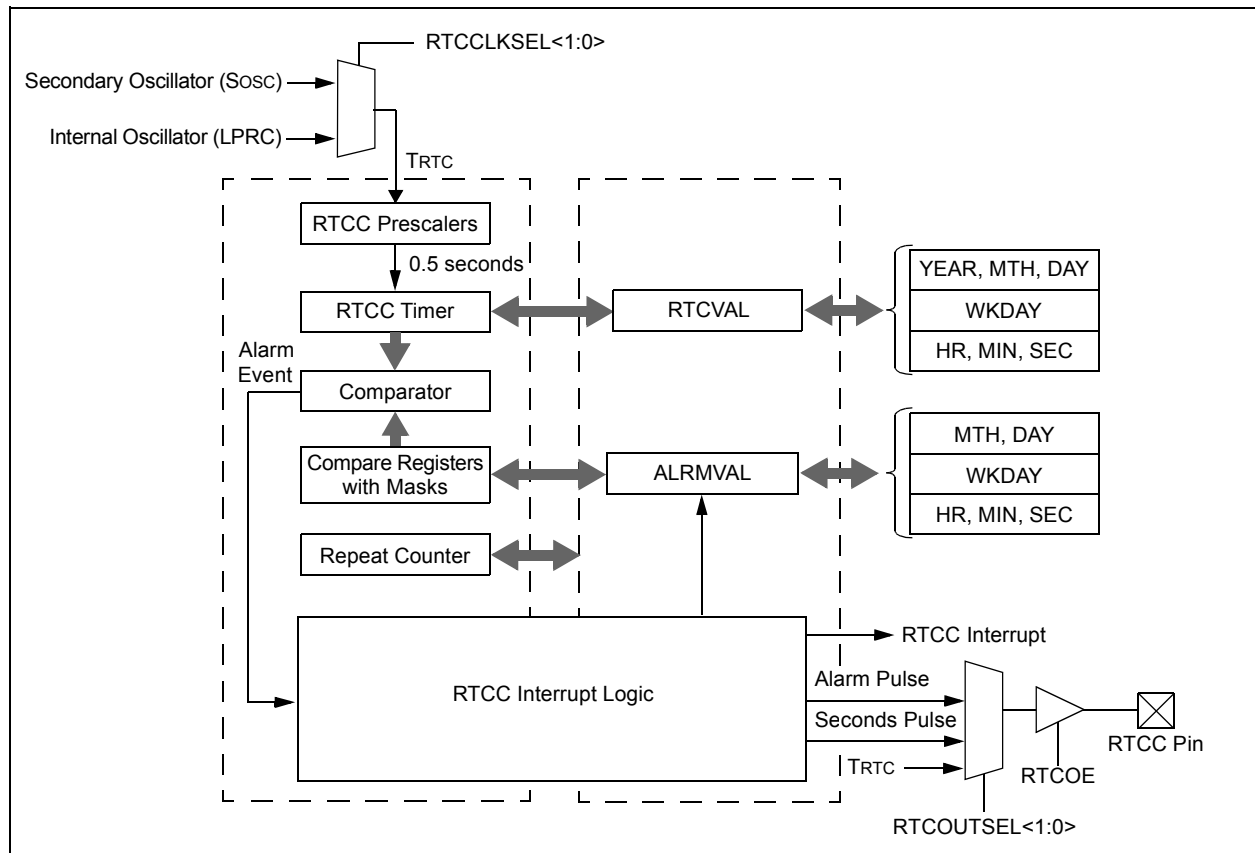 RTCCLKSEL<1:0>
Secondary Oscillator (SOSC)
Internal Oscillator (LPRC)
TRTC
RTCC Prescalers
0.5 seconds
RTCC Timer
RTCVAL
YEAR, MTH, DAY
WKDAY
HR, MIN, SEC
Alarm
Event
Comparator
Compare Registers
with Masks
ALRMVAL
MTH, DAY
WKDAY
HR, MIN, SEC
Repeat Counter
RTCC Interrupt Logic
RTCC Interrupt
Alarm Pulse
Seconds Pulse
TRTC
RTCC Pin
RTCOE
RTCOUTSEL<1:0>